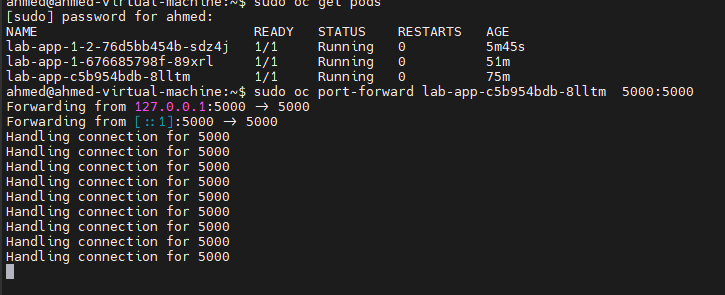 ahmed@ahmed-virtual-machine:~$ sudo oc get pods
[sudo] password for ahmed:
NAME READY STATUS RESTARTS AGE
lab-app-1-2-76d5bb454b-sdz4j 1/1 Running 0 5m45s
lab-app-1-676685798f-89xrl 1/1 Running 0 51m
lab-app-c5b954bdb-8lltm 1/1 Running 0 75m
ahmed@ahmed-virtual-machine:~$ sudo oc port-forward lab-app-c5b954bdb-8lltm  5000:5000
Forwarding from 127.0.0.1:5000 -> 5000
Forwarding from [::1]:5000 -> 5000
Handling connection for 5000
Handling connection for 5000
Handling connection for 5000
Handling connection for 5000
Handling connection for 5000
Handling connection for 5000
Handling connection for 5000
Handling connection for 5000
Handling connection for 5000